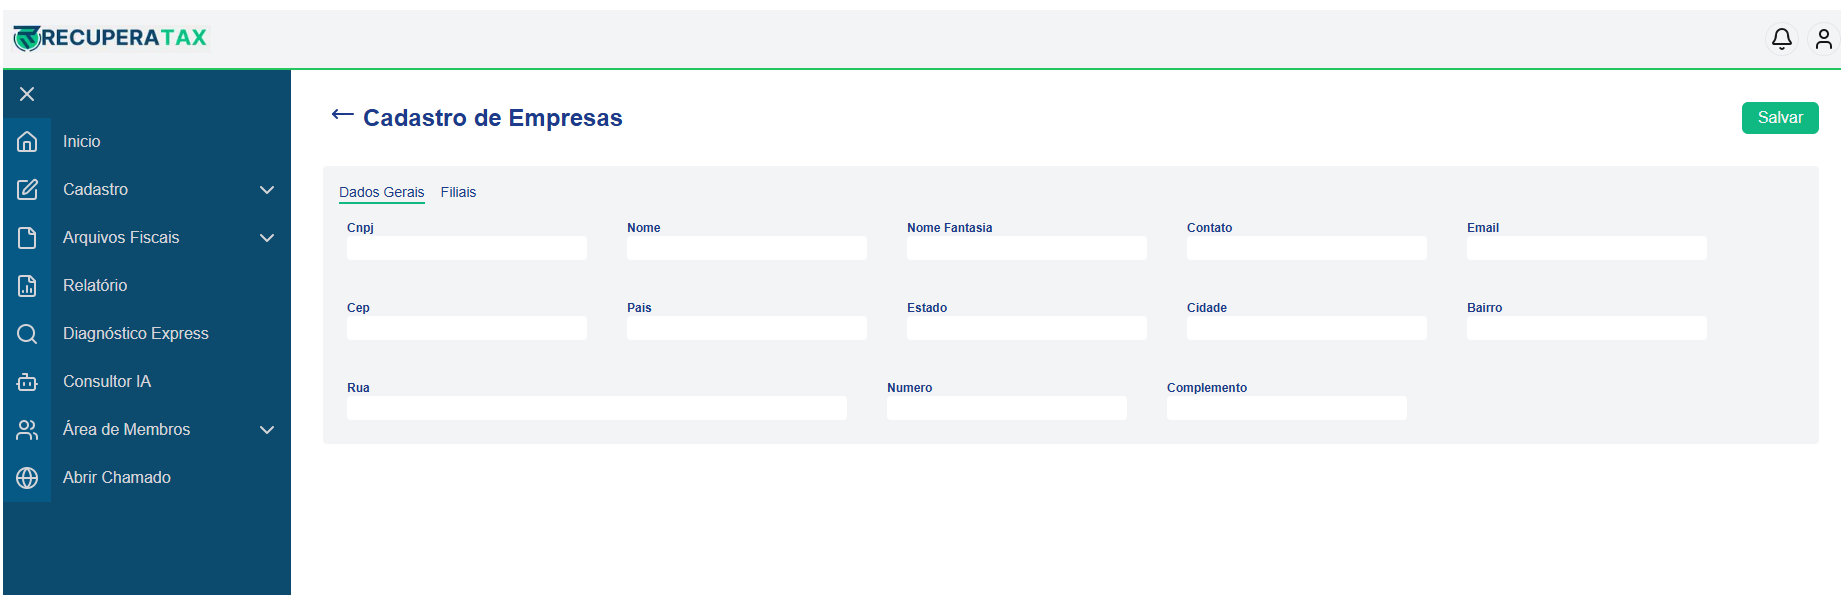 RECUPERATAX
Inicio
Cadastro
Arquivos Fiscais
Relatório
Diagnóstico Express
Consultor IA
Área de Membros
Abrir Chamado
← Cadastro de Empresas
Salvar
Dados Gerais Filiais
Cnpj Nome Nome Fantasia Contato Email
Cep Pais Estado Cidade Bairro
Rua Numero Complemento